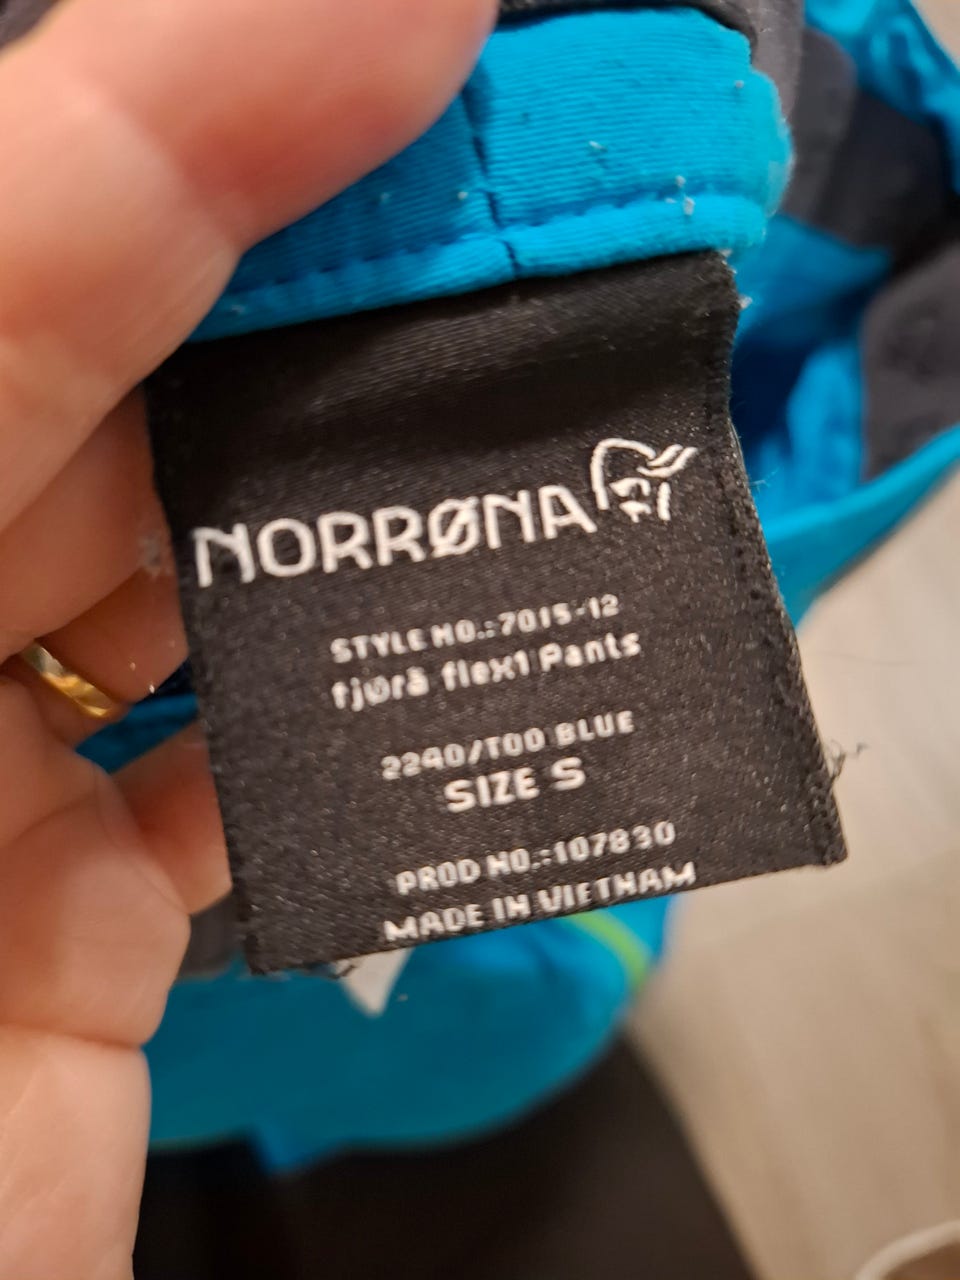 NORRØNA
STYLE NO.:7015-12
fjørå flex1 Pants
2240/TOO BLUE
SIZE S
PROD NO.:107830
MADE IN VIETNAM